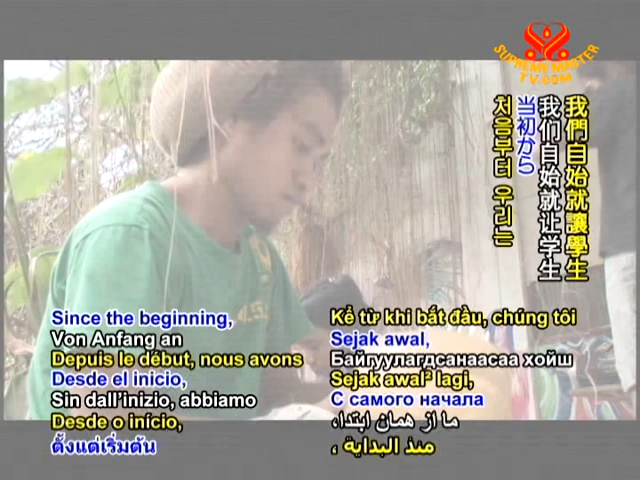 SUPREME MASTER
TV.COM
我們自始就讓學生
我们自始就让学生
当初から
처음부터 우리는
Since the beginning,
Von Anfang an
Depuis le début, nous avons
Desde el inicio,
Sin dall'inizio, abbiamo
Desde o início,
ตั้งแต่เริ่มต้น
Kể từ khi bắt đầu, chúng tôi
Sejak awal,
Байгуулагдсанаасаа хойш
Sejak awal² lagi,
С самого начала
ما از همان ابتدا،
منذ البداية ،